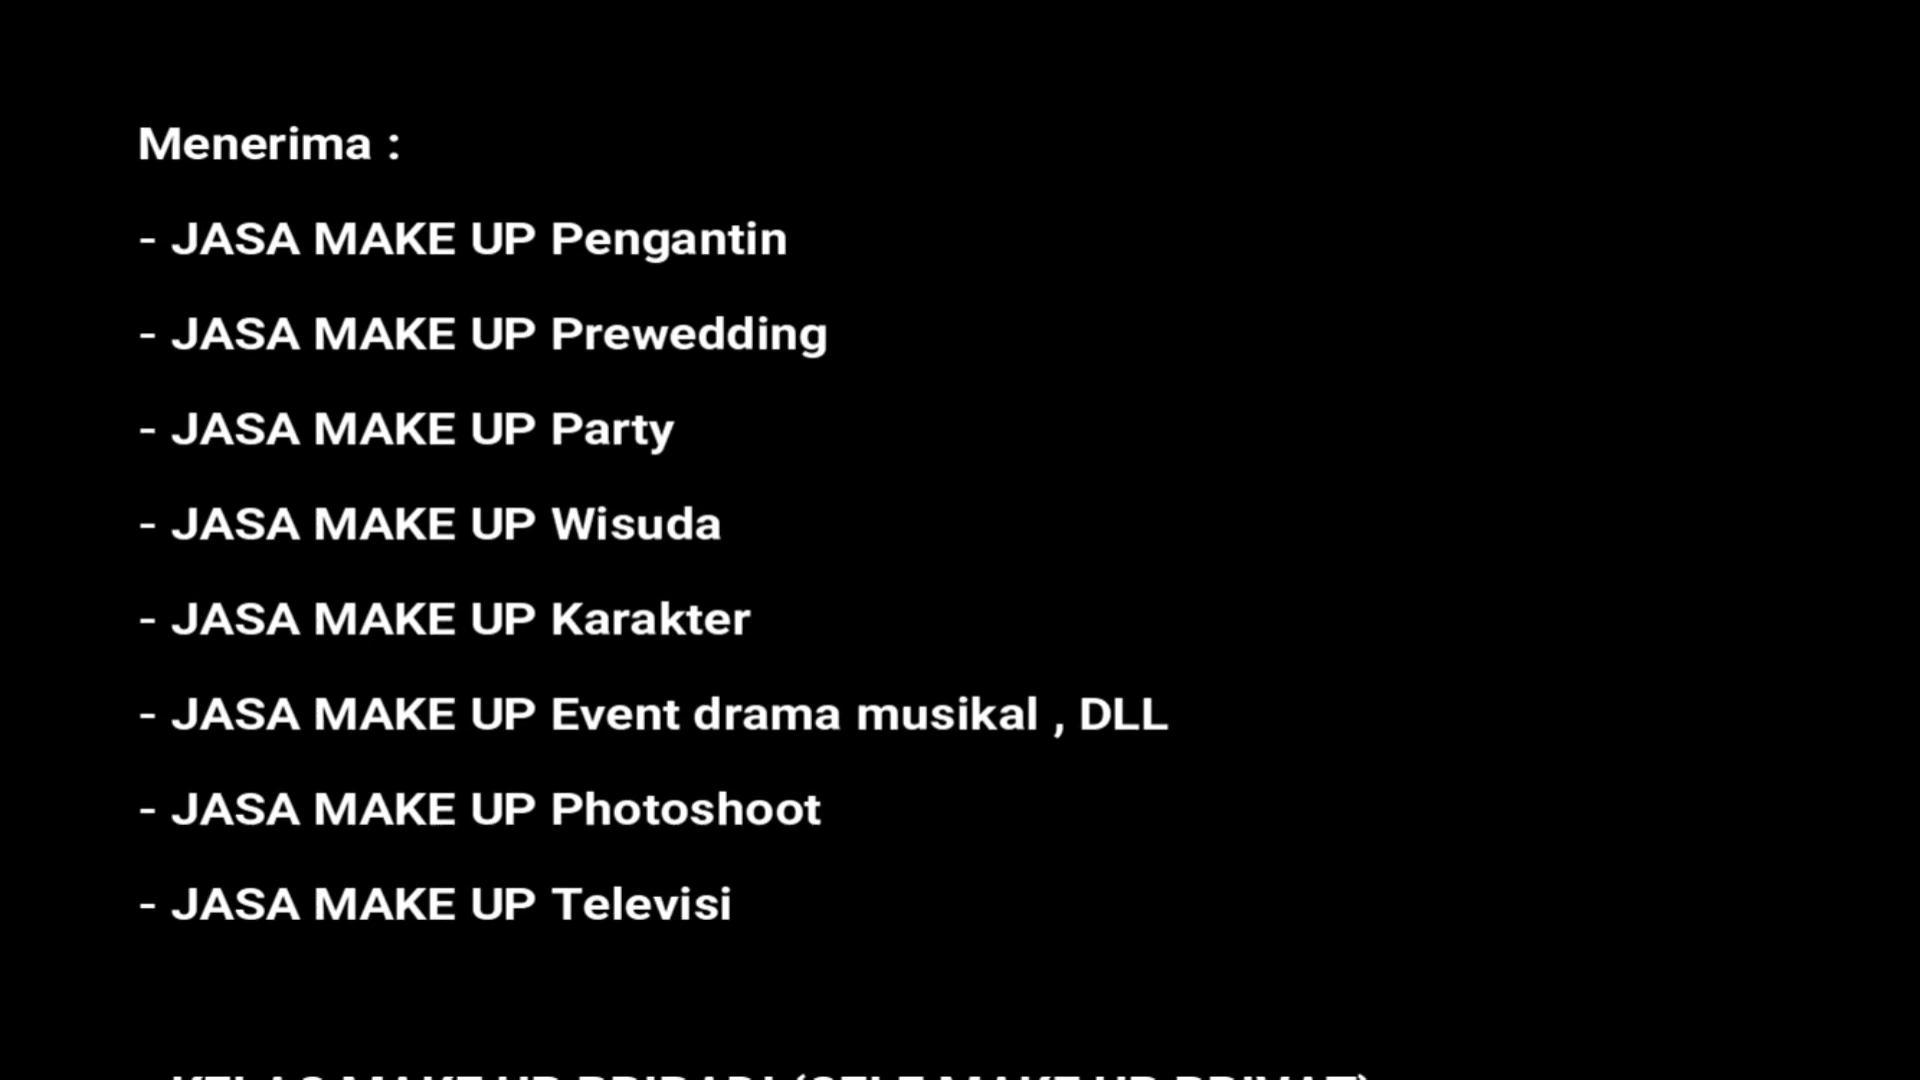 Menerima :
- JASA MAKE UP Pengantin
- JASA MAKE UP Prewedding
- JASA MAKE UP Party
- JASA MAKE UP Wisuda
- JASA MAKE UP Karakter
- JASA MAKE UP Event drama musikal , DLL
- JASA MAKE UP Photoshoot
- JASA MAKE UP Televisi